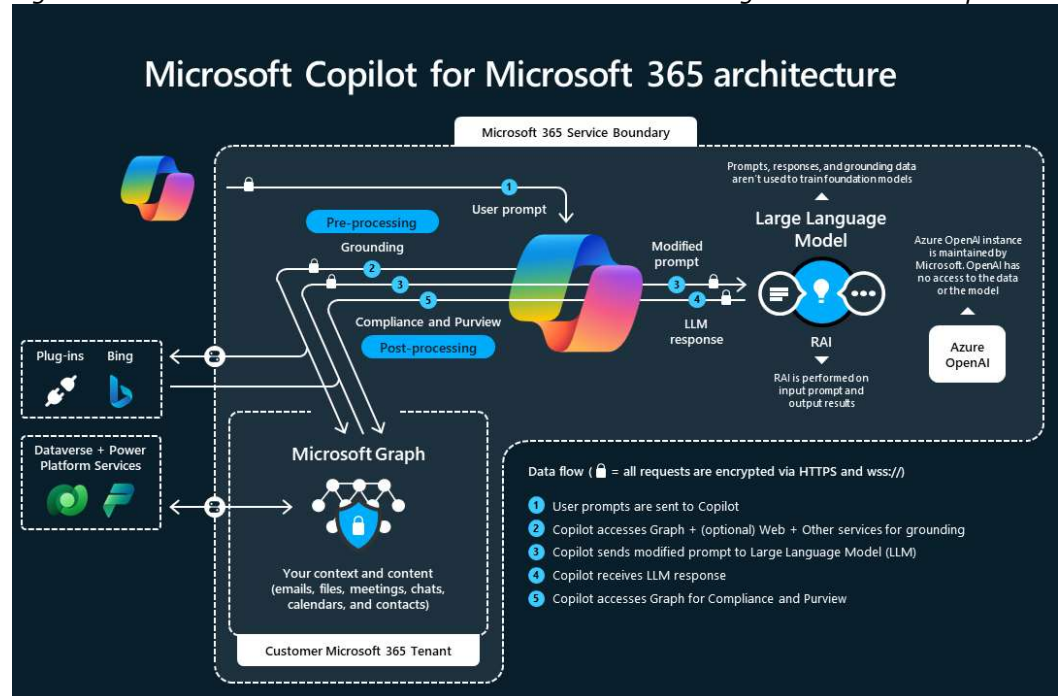 Microsoft Copilot for Microsoft 365 architecture
Microsoft 365 Service Boundary
1
User prompt
Pre-processing
Grounding
2
3
5
Compliance and Purview
Post-processing
Modified
prompt
3
4
LLM
response
Prompts, responses, and grounding data
aren't used to train foundation models
Large Language
Model
RAI
RAI is performed on
input prompt and
output results
Azure OpenAI instance
is maintained by
Microsoft. OpenAI has
no access to the data
or the model
Azure
OpenAI
Plug-ins Bing
Dataverse + Power
Platform Services
Microsoft Graph
Your context and content
(emails, files, meetings, chats,
calendars, and contacts)
Customer Microsoft 365 Tenant
Data flow ( = all requests are encrypted via HTTPS and wss://)
1 User prompts are sent to Copilot
2 Copilot accesses Graph + (optional) Web + Other services for grounding
3 Copilot sends modified prompt to Large Language Model (LLM)
4 Copilot receives LLM response
5 Copilot accesses Graph for Compliance and Purview